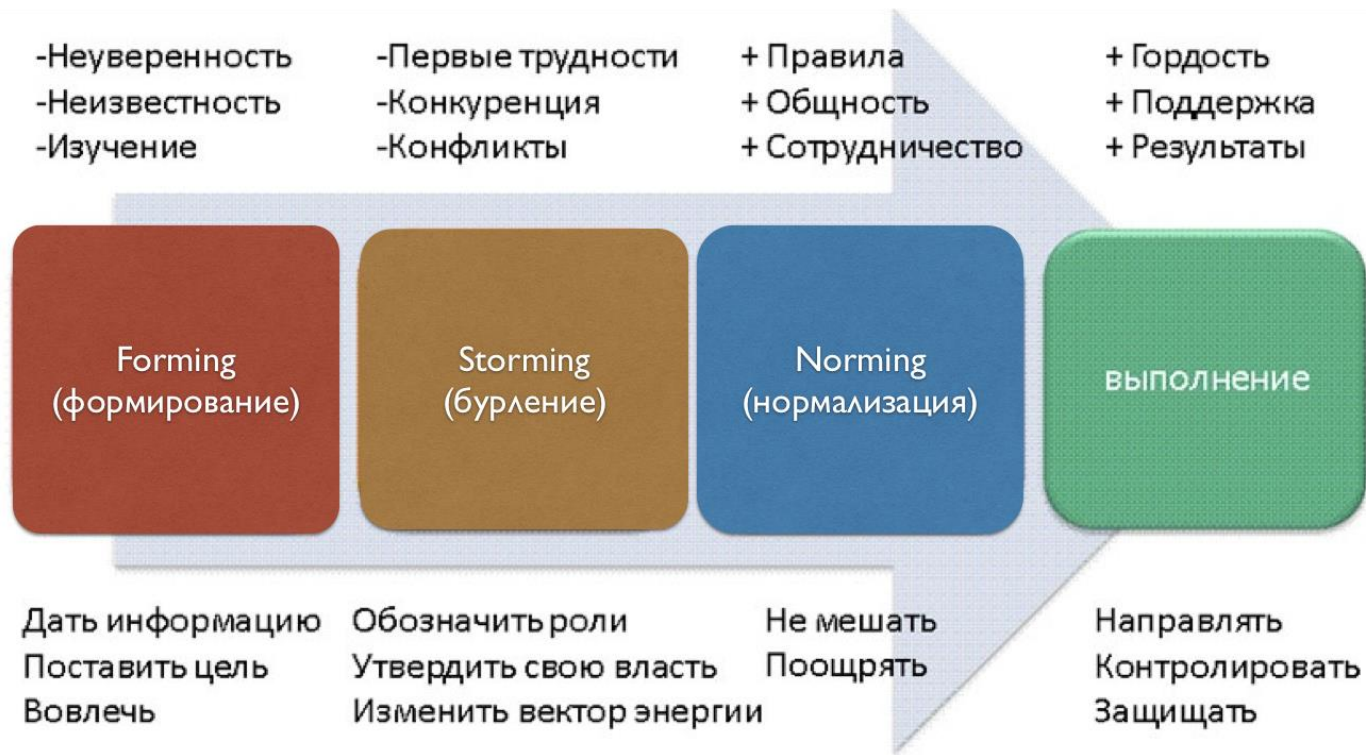 -Неуверенность
-Неизвестность
-Изучение
-Первые трудности
-Конкуренция
-Конфликты
+ Правила
+ Общность
+ Сотрудничество
+ Гордость
+ Поддержка
+ Результаты
Forming
(формирование)
Storming
(бурление)
Norming
(нормализация)
выполнение
Дать информацию
Поставить цель
Вовлечь
Обозначить роли
Утвердить свою власть
Изменить вектор энергии
Не мешать
Поощрять
Направлять
Контролировать
Защищать